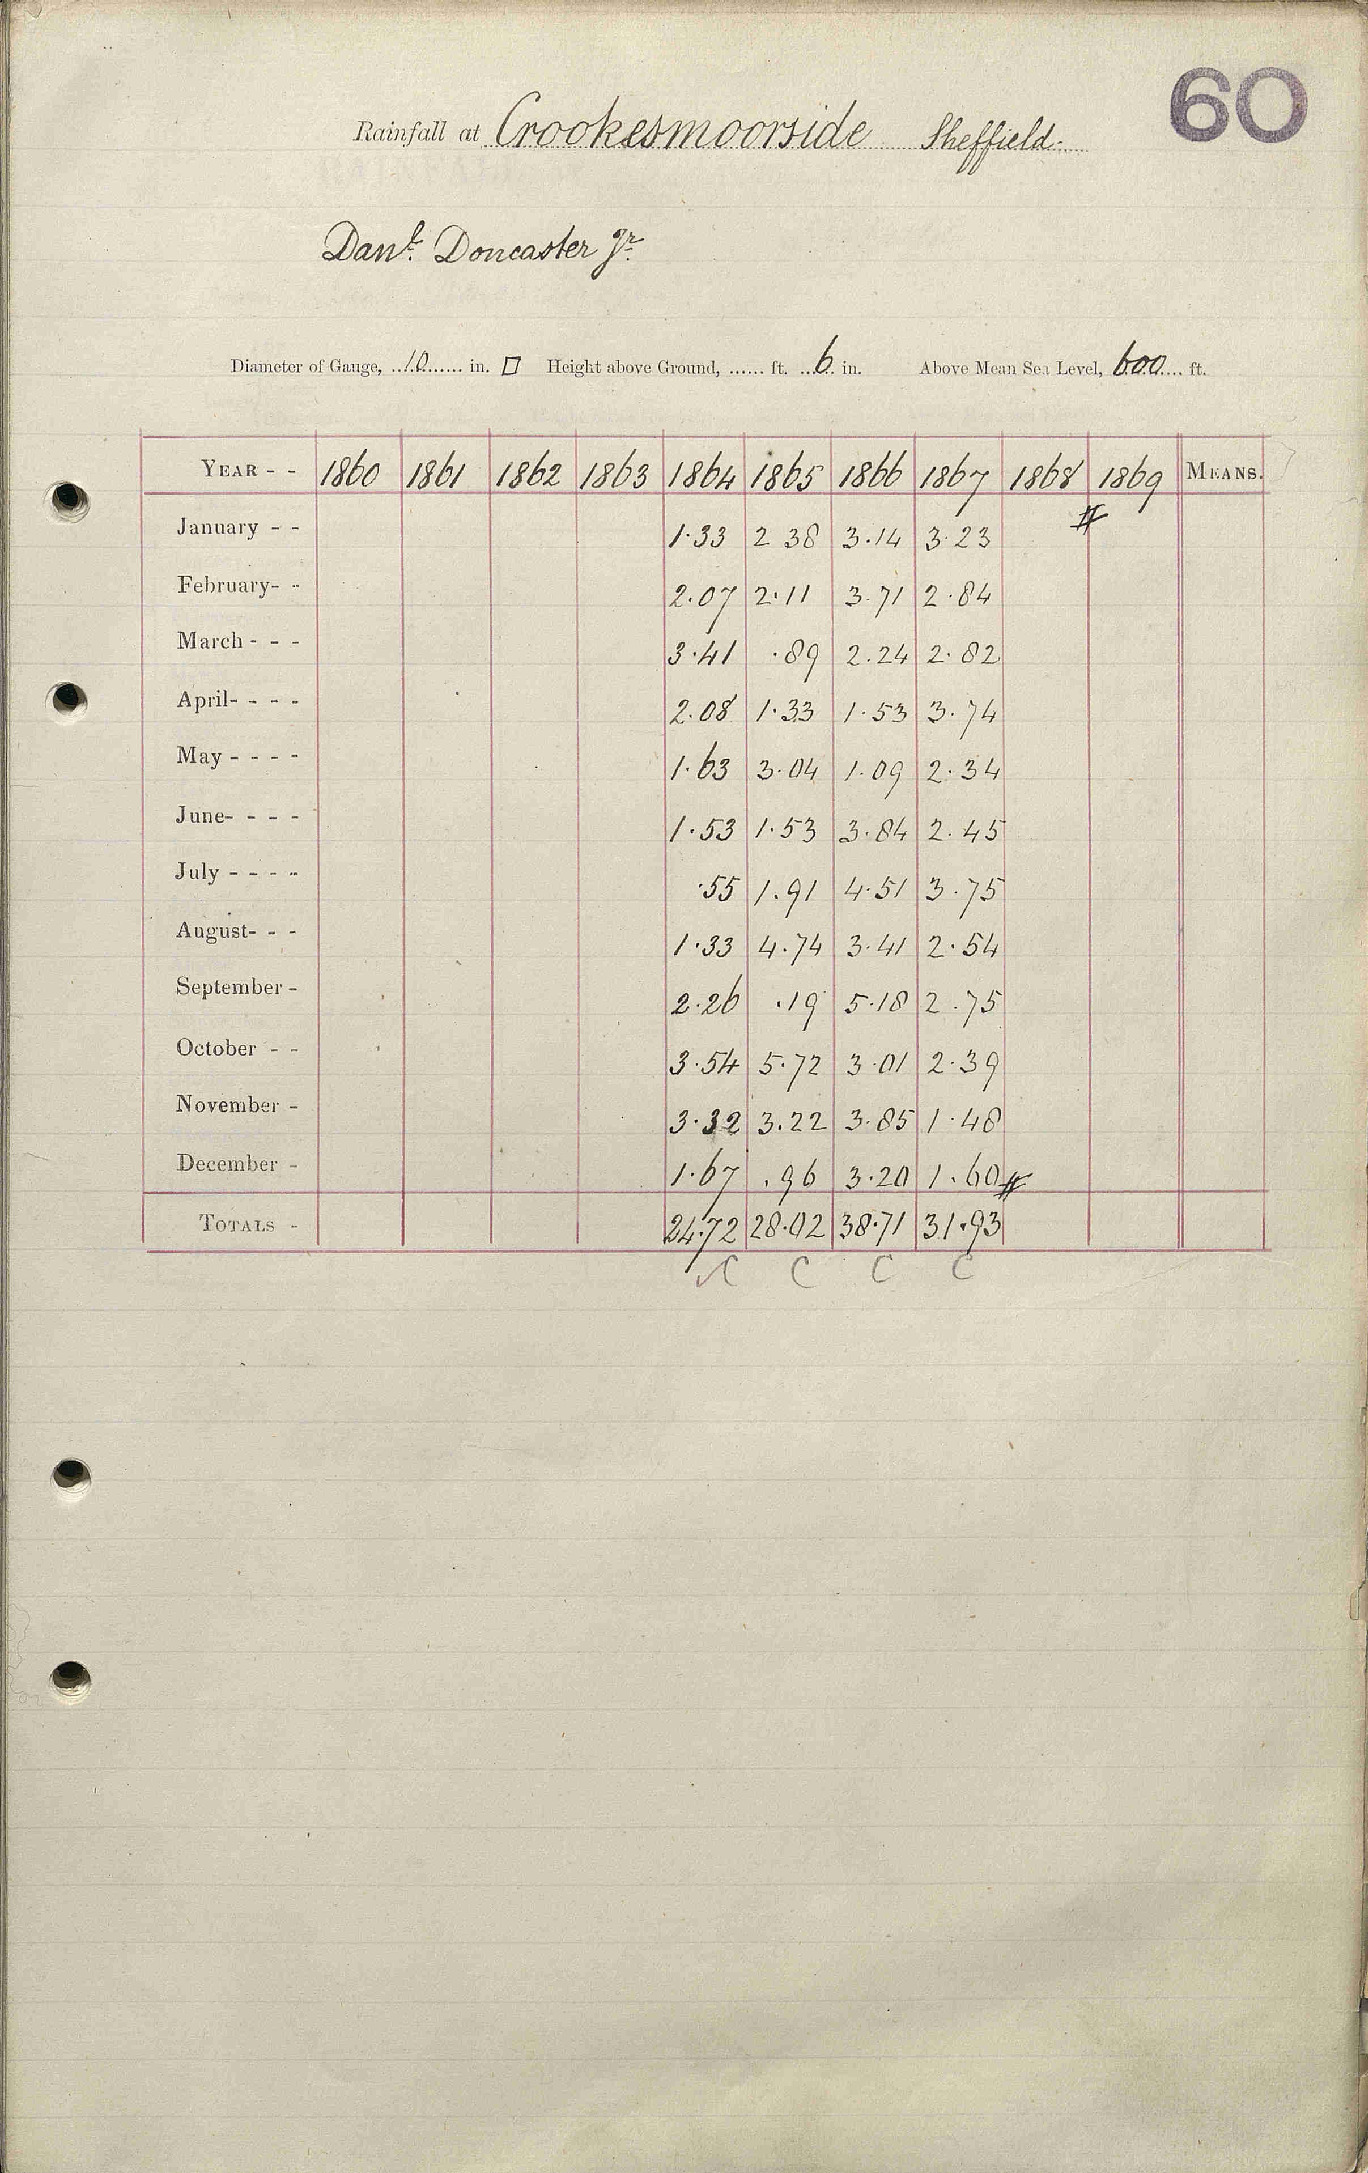 60
Rainfall at Crookesmoorside Sheffield.
Danl. Doncaster Jr.
Diameter of Gauge, 10 in. □ Height above Ground, ...... ft. 6 in. Above Mean Sea Level, 600 ft.
YEAR - - 1860 1861 1862 1863 1864 1865 1866 1867 1868 1869 MEANS.
January - - 1.33 2 38 3.14 3.23 #
February- - 2.07 2.11 3.71 2.84
March - - - 3.41 .89 2.24 2.82
April- - - - 2.08 1.33 1.53 3.74
May - - - - 1.63 3.04 1.09 2.34
June- - - - 1.53 1.53 3.84 2.45
July - - - - .55 1.91 4.51 3.75
August- - - 1.33 4.74 3.41 2.54
September - 2.26 .19 5.18 2.75
October - - 3.54 5.72 3.01 2.39
November - 3.32 3.22 3.85 1.48
December - 1.67 .96 3.20 1.60 #
TOTALS - 24.72 28.02 38.71 31.93
✓C C C C